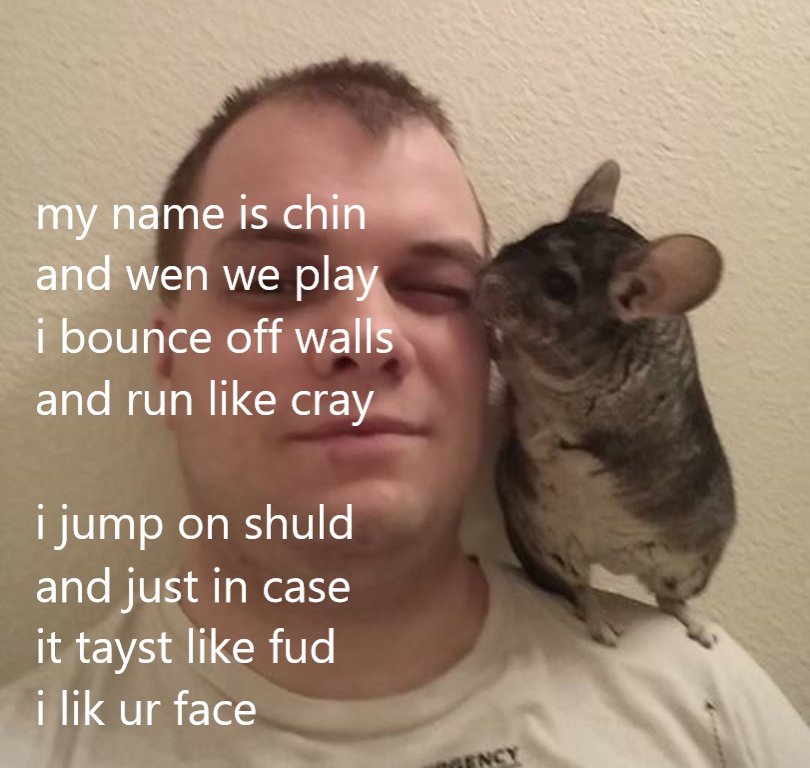 my name is chin
and wen we play
i bounce off walls
and run like cray
i jump on shuld
and just in case
it tayst like fud
i lik ur face